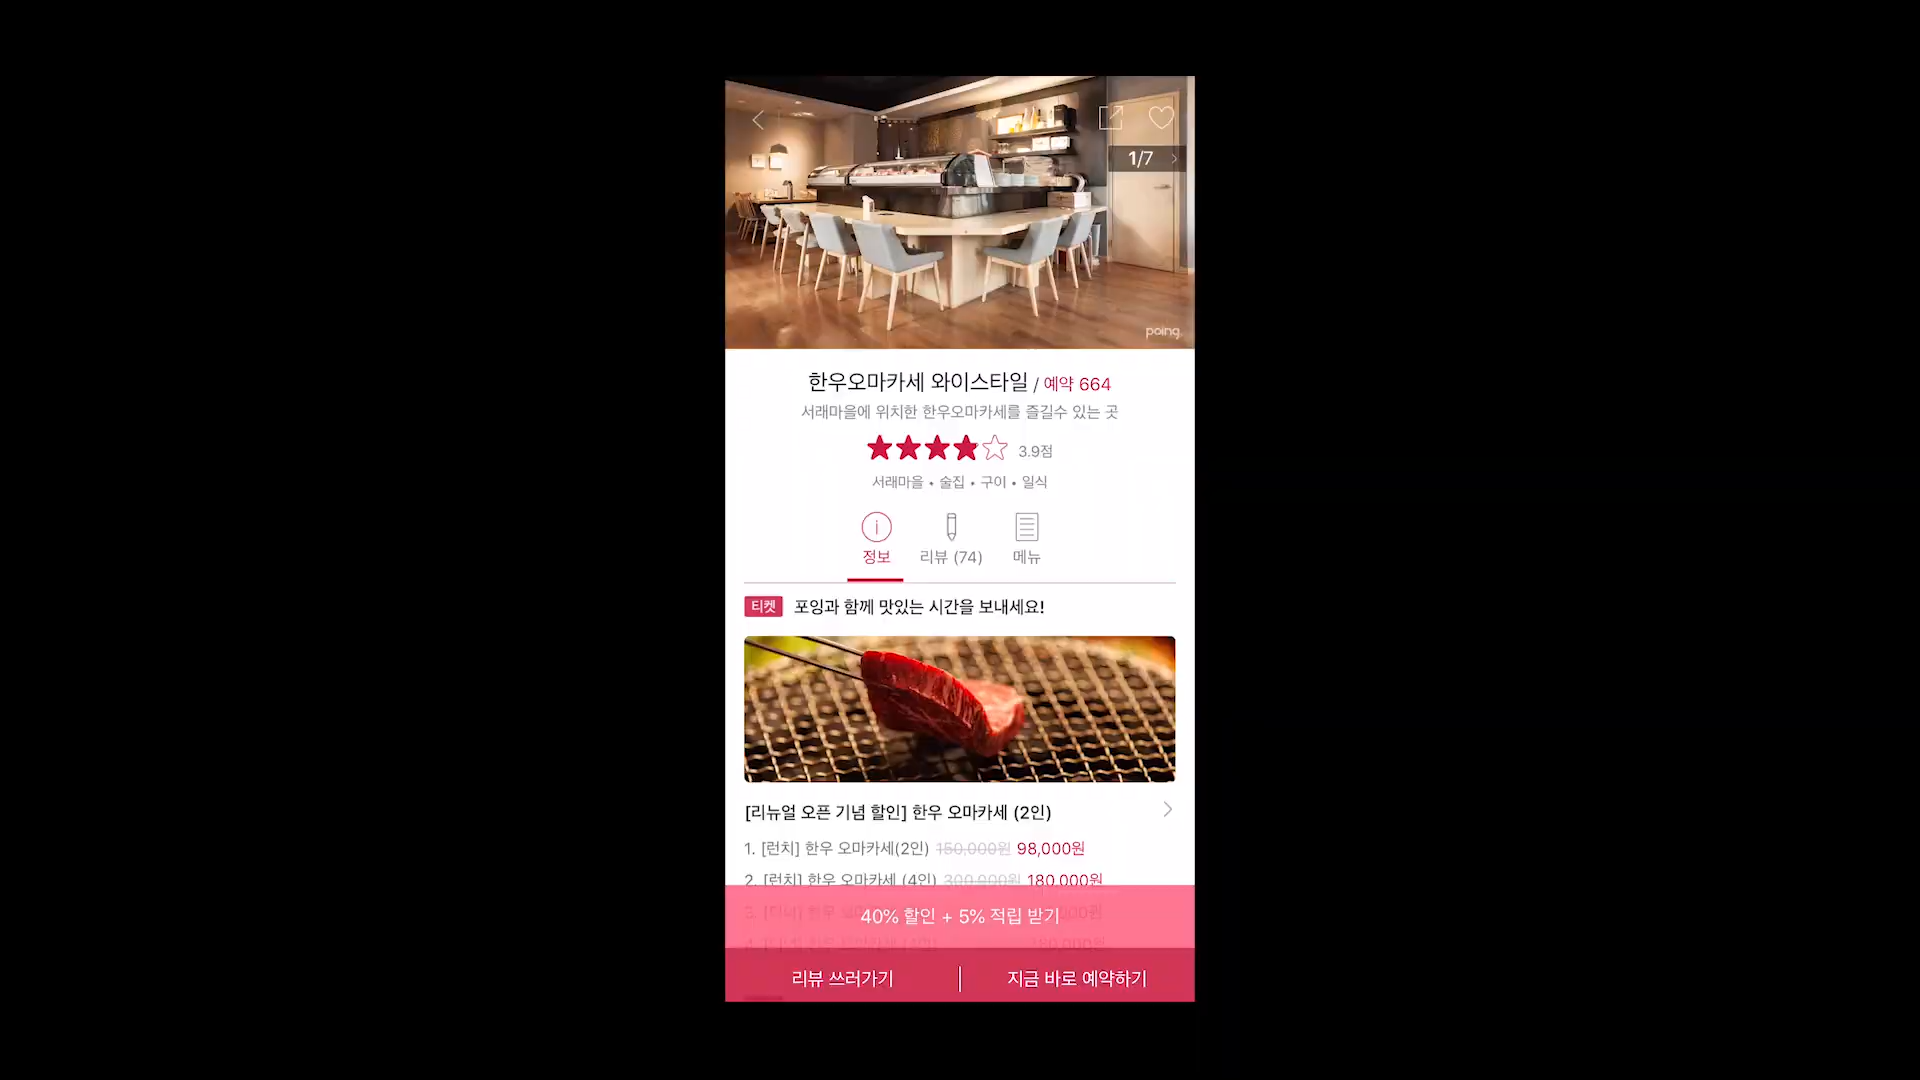 1/7
poing.
한우오마카세 와이스타일 / 예약 664
서래마을에 위치한 한우오마카세를 즐길수 있는 곳
3.9점
서래마을 • 술집 • 구이 • 일식
정보
리뷰 (74)
메뉴
티켓 포잉과 함께 맛있는 시간을 보내세요!
[리뉴얼 오픈 기념 할인] 한우 오마카세 (2인)
1. [런치] 한우 오마카세(2인) 150,000원 98,000원
2. [런치] 한우 오마카세 (4인) 300,000원 180,000원
40% 할인 + 5% 적립 받기
리뷰 쓰러가기
지금 바로 예약하기